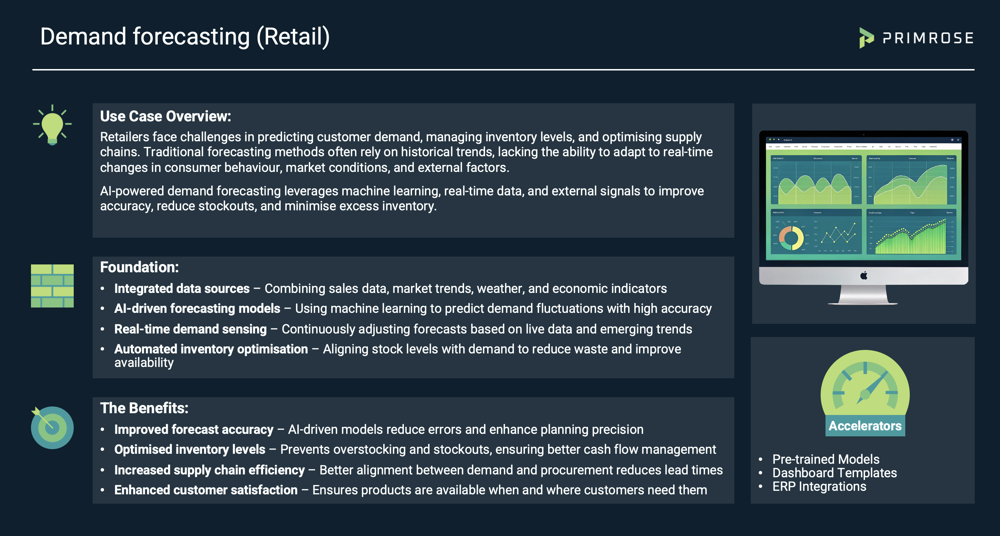 Demand forecasting (Retail)
PRIMROSE
Use Case Overview:
Retailers face challenges in predicting customer demand, managing inventory levels, and optimising supply
chains. Traditional forecasting methods often rely on historical trends, lacking the ability to adapt to real-time
changes in consumer behaviour, market conditions, and external factors.
AI-powered demand forecasting leverages machine learning, real-time data, and external signals to improve
accuracy, reduce stockouts, and minimise excess inventory.
Foundation:
• Integrated data sources – Combining sales data, market trends, weather, and economic indicators
• AI-driven forecasting models – Using machine learning to predict demand fluctuations with high accuracy
• Real-time demand sensing – Continuously adjusting forecasts based on live data and emerging trends
• Automated inventory optimisation – Aligning stock levels with demand to reduce waste and improve
availability
The Benefits:
• Improved forecast accuracy – AI-driven models reduce errors and enhance planning precision
• Optimised inventory levels – Prevents overstocking and stockouts, ensuring better cash flow management
• Increased supply chain efficiency – Better alignment between demand and procurement reduces lead times
• Enhanced customer satisfaction – Ensures products are available when and where customers need them
Accelerators
• Pre-trained Models
• Dashboard Templates
• ERP Integrations